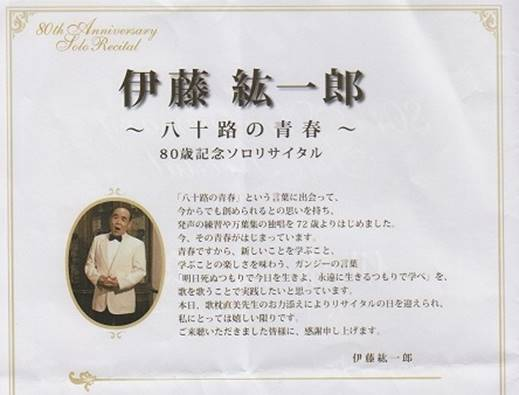 80th Anniversary
Solo Recital
伊藤 紘一郎
~ 八十路の青春 ~
80歳記念ソロリサイタル
「八十路の青春」という言葉に出会って、
今からでも創められるとの思いを持ち、
発声の練習や万葉集の独唱を72歳よりはじめました。
今、その青春がはじまっています。
青春ですから、新しいことを学ぶこと、
学ぶことの楽しさを味わう、ガンジーの言葉
「明日死ぬつもりで今日を生きよ、永遠に生きるつもりで学べ」を、
歌を歌うことで実践したいと思っています。
本日、歌枕直美先生のお力添えによりリサイタルの日を迎えられ、
私にとっては嬉しい限りです。
ご来聴いただきました皆様に、感謝申し上げます。
伊藤紘一郎